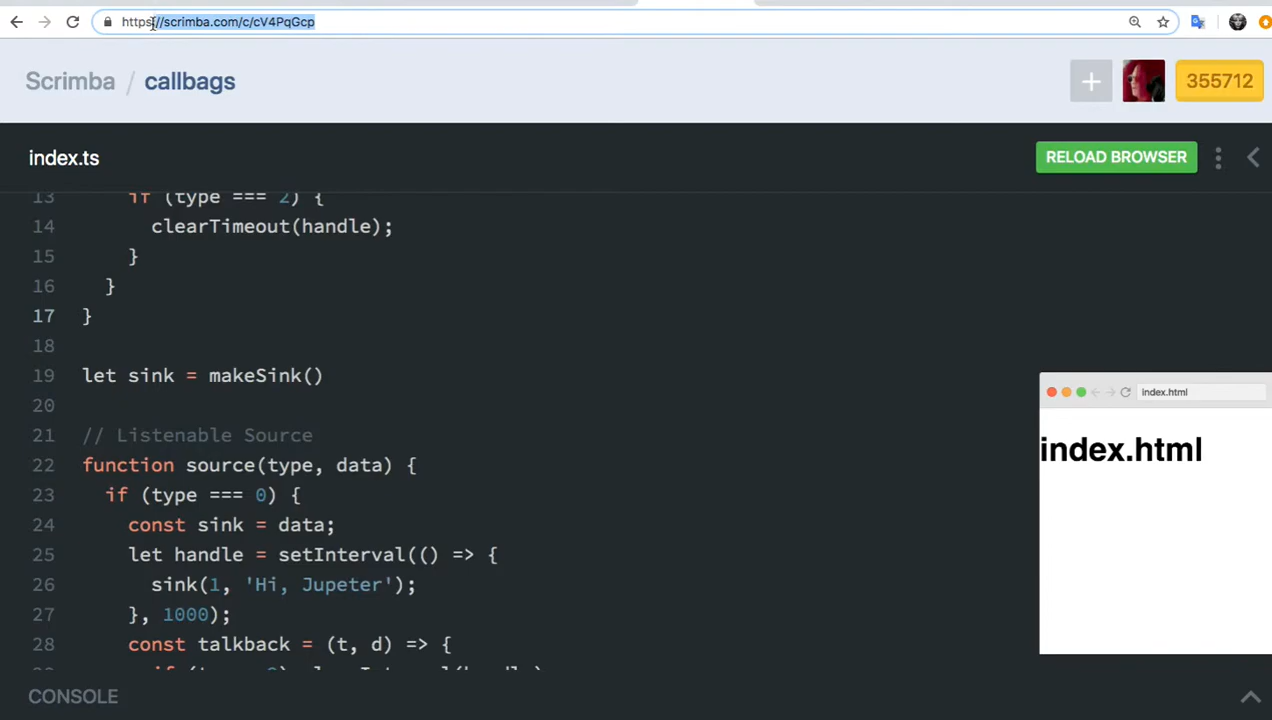 https://scrimba.com/c/cV4PqGcp
Scrimba / callbags
355712
index.ts
RELOAD BROWSER
13 if (type === 2) {
14 clearTimeout(handle);
15 }
16 }
17 }
18
19 let sink = makeSink()
20
21 // Listenable Source
22 function source(type, data) {
23 if (type === 0) {
24 const sink = data;
25 let handle = setInterval(() => {
26 sink(1, 'Hi, Jupeter');
27 }, 1000);
28 const talkback = (t, d) => {
index.html
index.html
CONSOLE